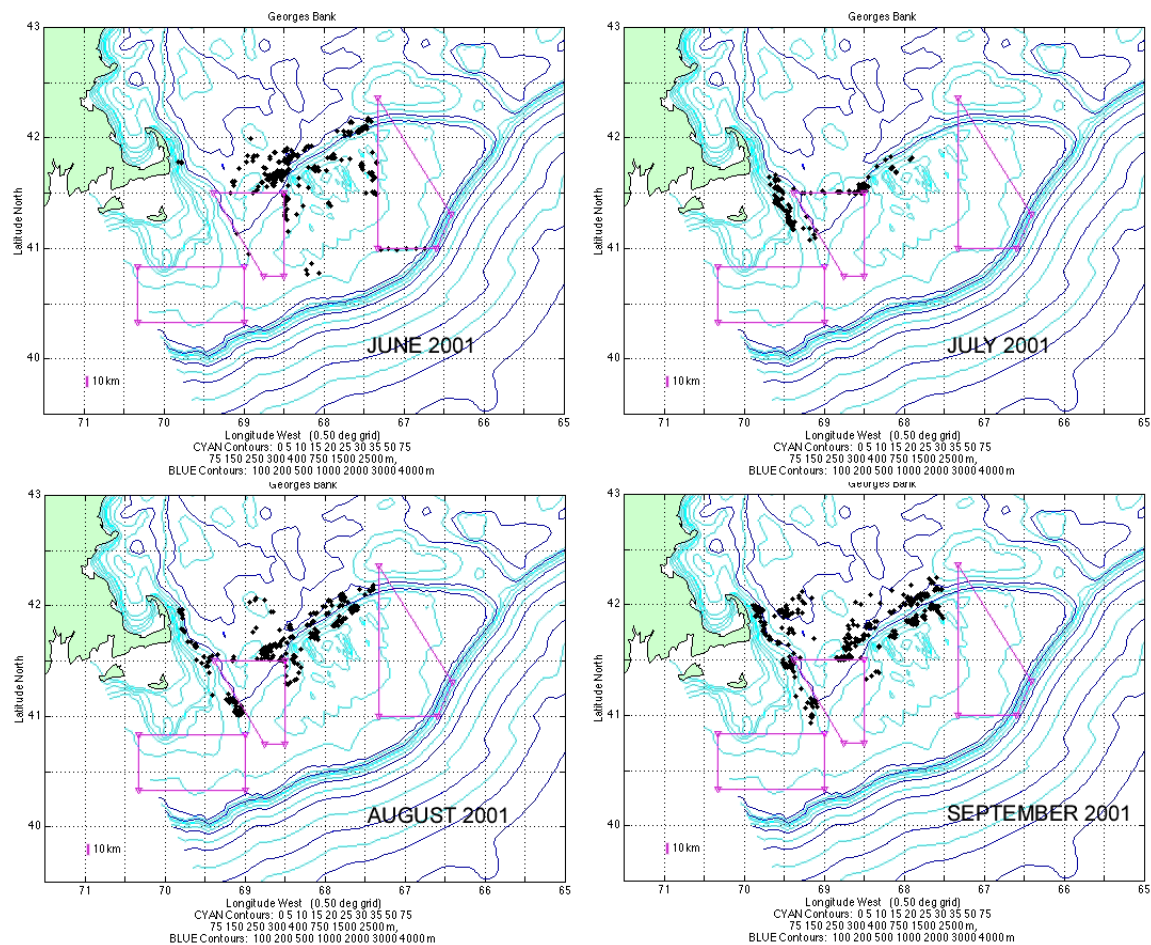 Georges Bank
43
42
41
40
Latitude North
JUNE 2001
10 km
71 70 69 68 67 66 65
Longitude West (0.50 deg grid)
CYAN Contours: 0 5 10 15 20 25 30 35 50 75
75 150 250 300 400 750 1500 2500 m,
BLUE Contours: 100 200 500 1000 2000 3000 4000 m
Georges Bank
43
42
41
40
Latitude North
JULY 2001
10 km
71 70 69 68 67 66 65
Longitude West (0.50 deg grid)
CYAN Contours: 0 5 10 15 20 25 30 35 50 75
75 150 250 300 400 750 1500 2500 m,
BLUE Contours: 100 200 500 1000 2000 3000 4000 m
Georges Bank
43
42
41
40
Latitude North
AUGUST 2001
10 km
71 70 69 68 67 66 65
Longitude West (0.50 deg grid)
CYAN Contours: 0 5 10 15 20 25 30 35 50 75
75 150 250 300 400 750 1500 2500 m,
BLUE Contours: 100 200 500 1000 2000 3000 4000 m
Georges Bank
43
42
41
40
Latitude North
SEPTEMBER 2001
10 km
71 70 69 68 67 66 65
Longitude West (0.50 deg grid)
CYAN Contours: 0 5 10 15 20 25 30 35 50 75
75 150 250 300 400 750 1500 2500 m,
BLUE Contours: 100 200 500 1000 2000 3000 4000 m